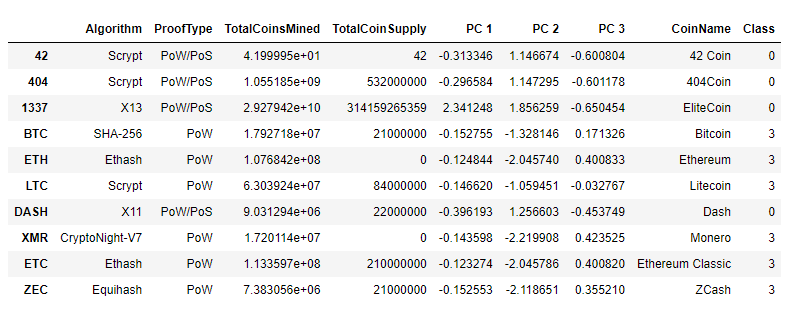 Algorithm ProofType TotalCoinsMined TotalCoinSupply PC 1 PC 2 PC 3 CoinName Class
42 Scrypt PoW/PoS 4.199995e+01 42 -0.313346 1.146674 -0.600804 42 Coin 0
404 Scrypt PoW/PoS 1.055185e+09 532000000 -0.296584 1.147295 -0.601178 404Coin 0
1337 X13 PoW/PoS 2.927942e+10 314159265359 2.341248 1.856259 -0.650454 EliteCoin 0
BTC SHA-256 PoW 1.792718e+07 21000000 -0.152755 -1.328146 0.171326 Bitcoin 3
ETH Ethash PoW 1.076842e+08 0 -0.124844 -2.045740 0.400833 Ethereum 3
LTC Scrypt PoW 6.303924e+07 84000000 -0.146620 -1.059451 -0.032767 Litecoin 3
DASH X11 PoW/PoS 9.031294e+06 22000000 -0.396193 1.256603 -0.453749 Dash 0
XMR CryptoNight-V7 PoW 1.720114e+07 0 -0.143598 -2.219908 0.423525 Monero 3
ETC Ethash PoW 1.133597e+08 210000000 -0.123274 -2.045786 0.400820 Ethereum Classic 3
ZEC Equihash PoW 7.383056e+06 21000000 -0.152553 -2.118651 0.355210 ZCash 3